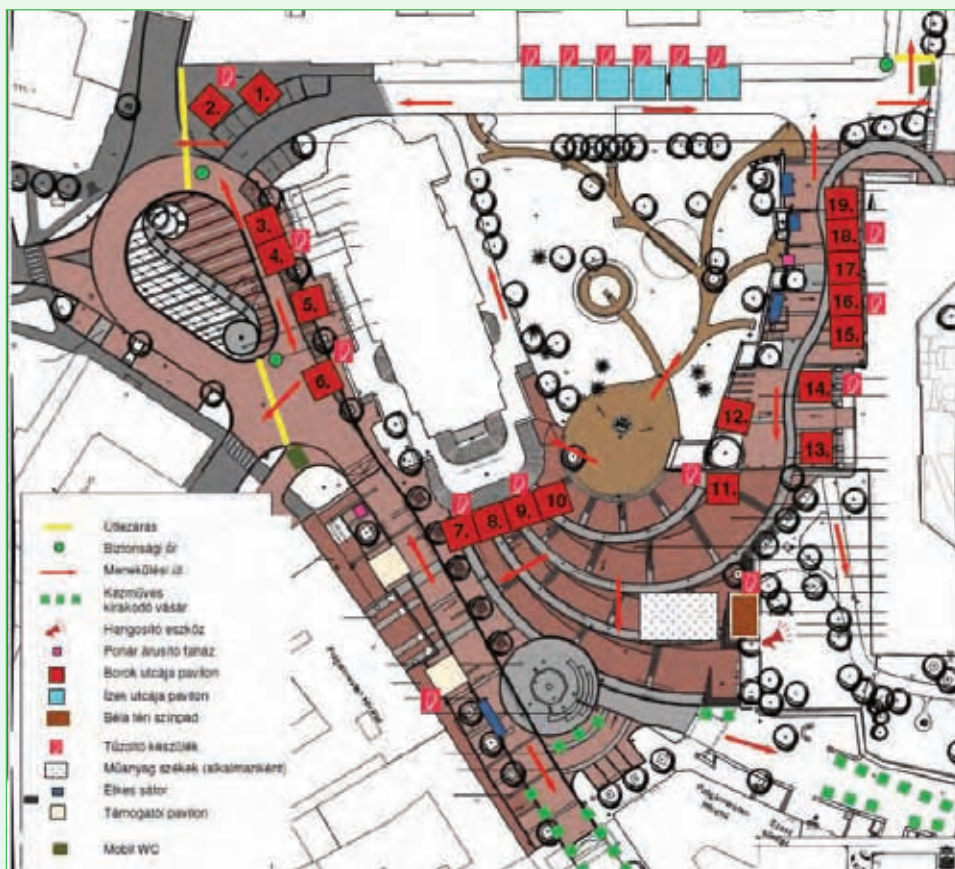 1.
2.
3.
4.
5.
6.
7.
8.
9.
10
11.
12.
13.
14.
15.
16.
17.
18.
19.
Útlezárás
Biztonsági őr
Menekülési út
Kézműves
kirakodó vásár
Hangosító eszköz
Pohár árusító faház
Borok utcája pavilon
Ízek utcája pavilon
Béla téri színpad
Tűzoltó készülék
Műanyag székek (alkalmanként)
Elkes sátor
Támogatói pavilon
Mobil WC